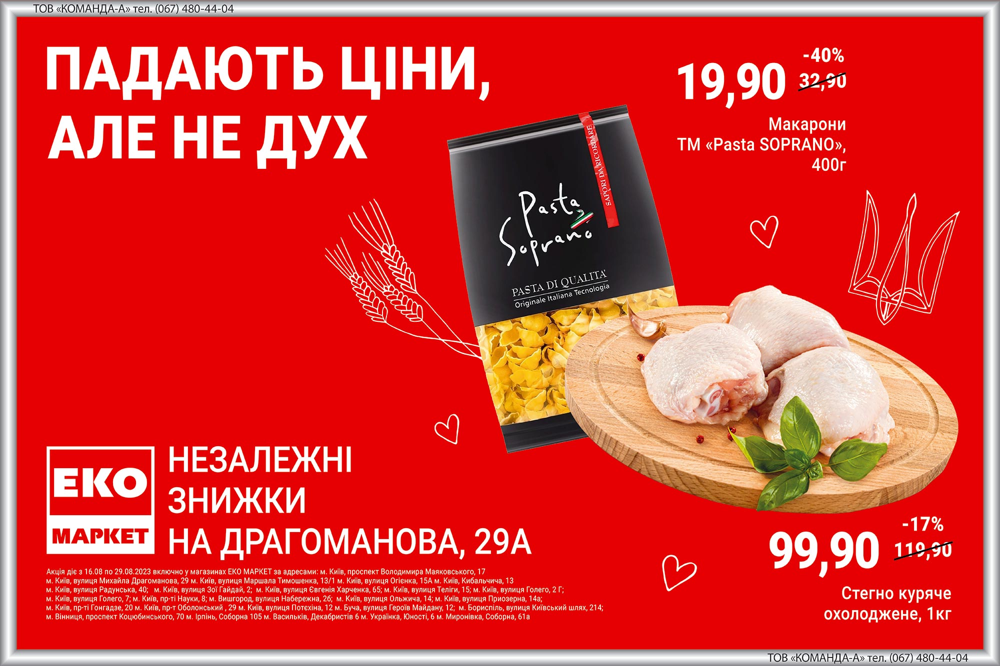 ТОВ «КОМАНДА-А» тел. (067) 480-44-04
ПАДАЮТЬ ЦІНИ,
АЛЕ НЕ ДУХ
-40%
19,90 32,90
Макарони
ТМ «Pasta SOPRANO»,
400г
SAPORI DA RICORDARE
Pasta
Soprano
PASTA DI QUALITA'
Originale Italiana Tecnologia
ЕКО
МАРКЕТ
НЕЗАЛЕЖНІ
ЗНИЖКИ
НА ДРАГОМАНОВА, 29А
-17%
99,90 119,90
Стегно куряче
охолоджене, 1кг
Акція діє з 16.08 по 29.08.2023 включно у магазинах ЕКО МАРКЕТ за адресами: м. Київ, проспект Володимира Маяковського, 17
м. Київ, вулиця Михайла Драгоманова, 29 м. Київ, вулиця Маршала Тимошенка, 13/1 м. Київ, вулиця Огієнка, 15А м. Київ, Кибальчича, 13
м. Київ, вулиця Радунська, 40; м. Київ, вулиця Зої Гайдай, 2; м. Київ, вулиця Євгенія Харченка, 65; м. Київ, вулиця Теліги, 15; м. Київ, вулиця Голего, 2 Г;
м. Київ, вулиця Голего, 7; м. Київ, пр-ті Науки, 8; м. Вишгород, вулиця Набережна, 2б; м. Київ, вулиця Ольжича, 14; м. Київ, вулиця Приозерна, 14а;
м. Київ, пр-ті Гонгадзе, 20 м. Київ, пр-т Оболонський , 29 м. Київ, вулиця Потєхіна, 12 м. Буча, вулиця Героїв Майдану, 12; м. Бориспіль, вулиця Київський шлях, 214;
м. Вінниця, проспект Коцюбинського, 70 м. Ірпінь, Соборна 105 м. Васильків, Декабристів 6 м. Українка, Юності, 6 м. Миронівка, Соборна, 61а
ТОВ «КОМАНДА-А» тел. (067) 480-44-04